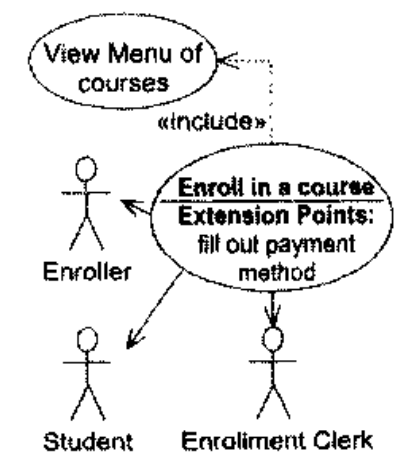 View Menu of
courses
«include»
Enroll in a course
Extension Points:
fill out payment
method
Enroller
Student
Enrollment Clerk